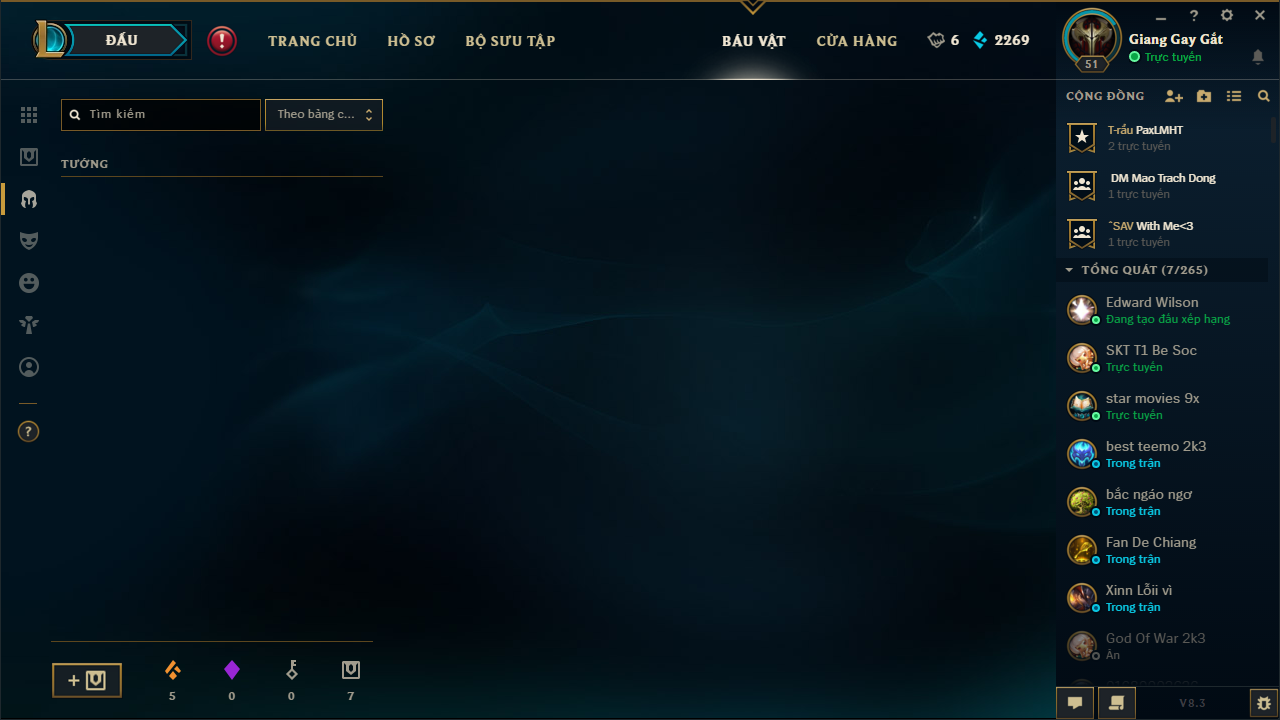 ĐẤU
TRANG CHỦ
HỒ SƠ
BỘ SƯU TẬP
BÁU VẬT
CỬA HÀNG
6
2269
51
Giang Gay Gắt
Trực tuyến
Tìm kiếm
Theo bảng c...
TƯỚNG
CỘNG ĐỒNG
T-rầu PaxLMHT
2 trực tuyến
DM Mao Trach Dong
1 trực tuyến
ˆSAV With Me<3
1 trực tuyến
TỔNG QUÁT (7/265)
Edward Wilson
Đang tạo đấu xếp hạng
SKT T1 Be Soc
Trực tuyến
star movies 9x
Trực tuyến
best teemo 2k3
Trong trận
bắc ngáo ngơ
Trong trận
Fan De Chiang
Trong trận
Xinn Lỗii vì
Trong trận
God Of War 2k3
Ẩn
5
0
0
7
V8.3